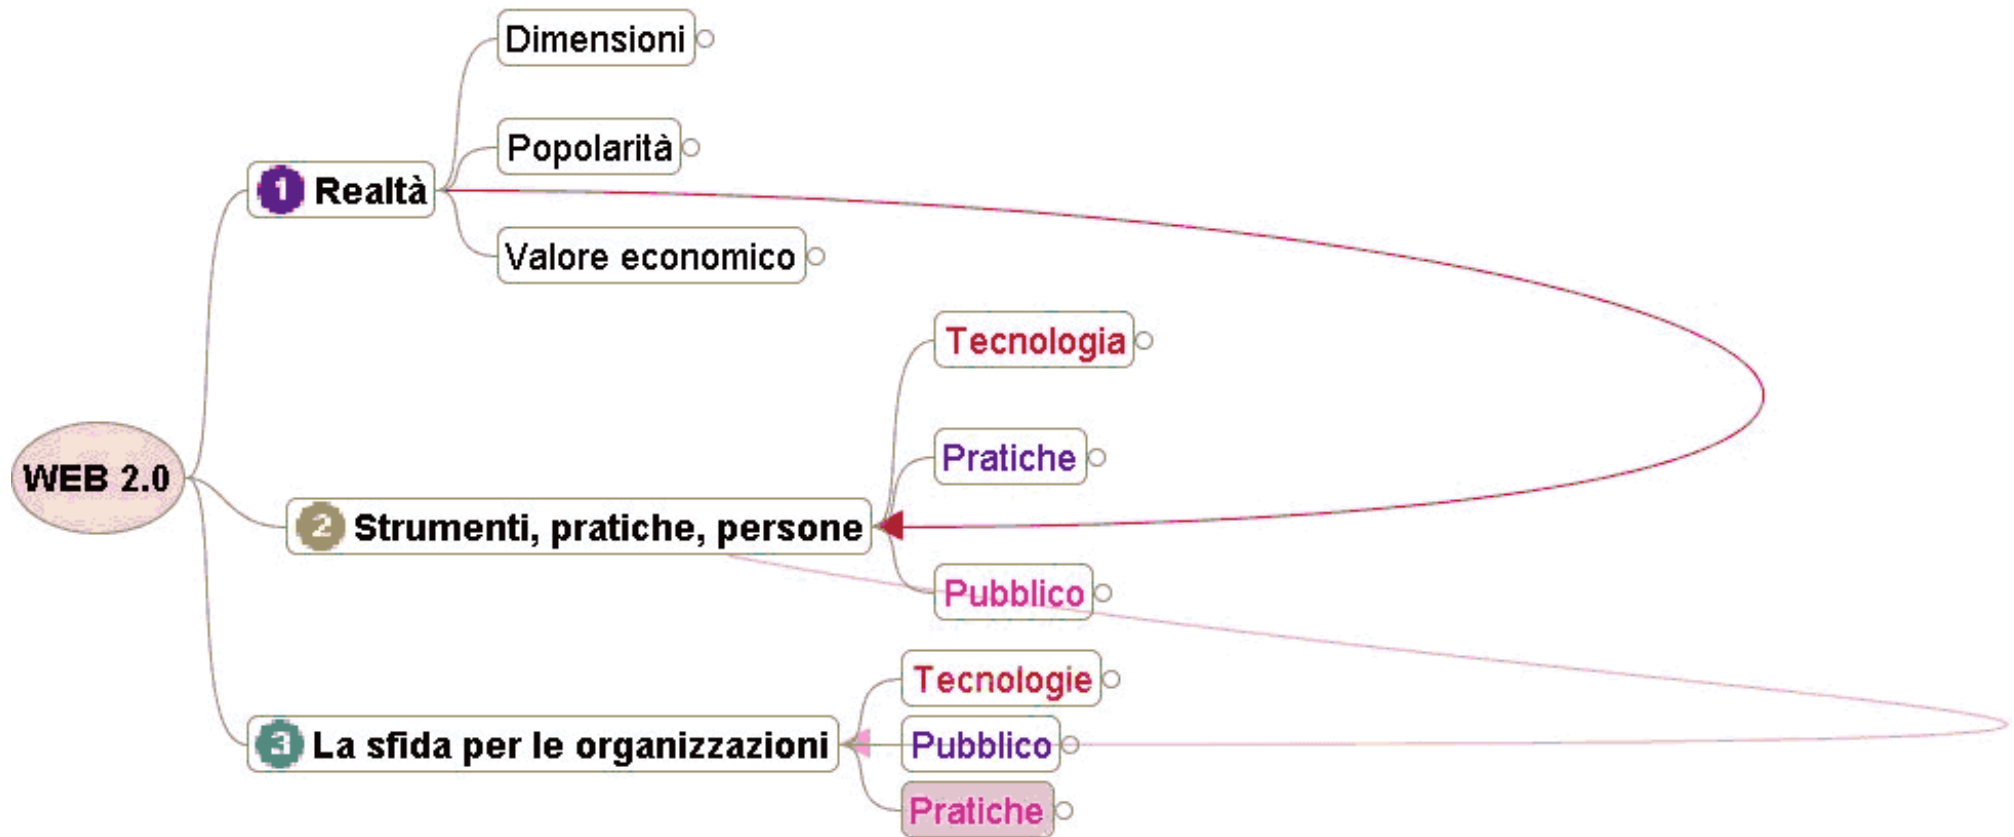 WEB 2.0
1 Realtà
Dimensioni
Popolarità
Valore economico
2 Strumenti, pratiche, persone
Tecnologia
Pratiche
Pubblico
3 La sfida per le organizzazioni
Tecnologie
Pubblico
Pratiche